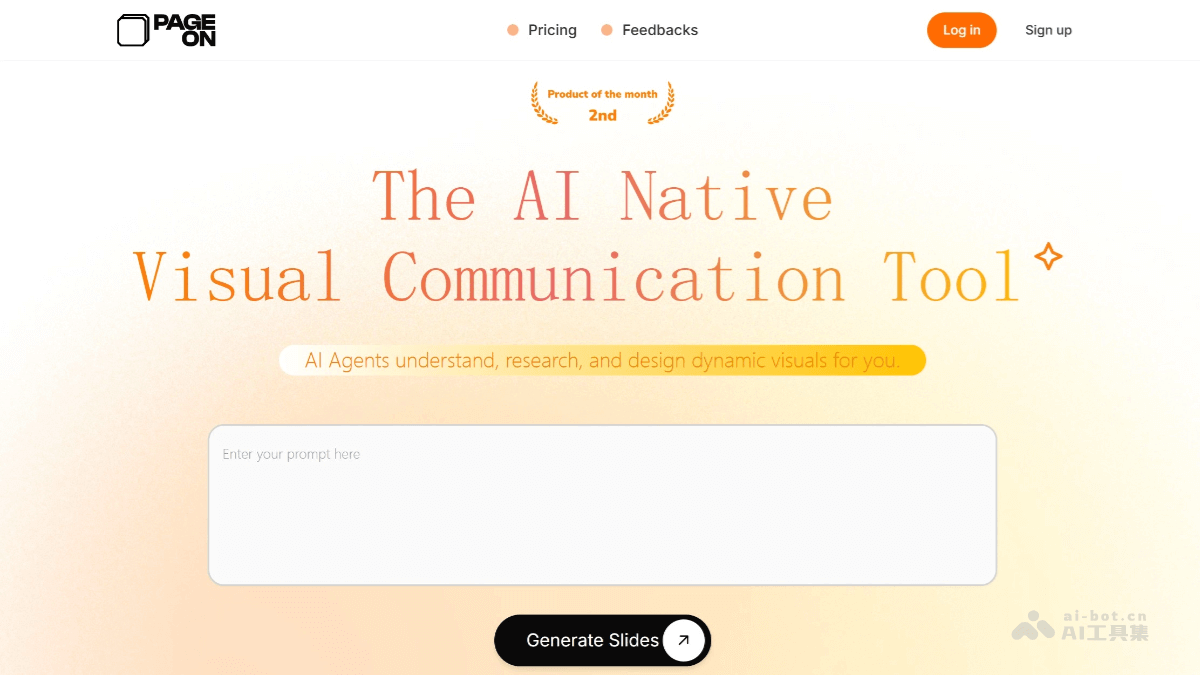 PAGE
ON
Pricing
Feedbacks
Log in
Sign up
Product of the month
2nd
The AI Native
Visual Communication Tool
AI Agents understand, research, and design dynamic visuals for you.
Enter your prompt here
Generate Slides
ai-bot.cn
AI工具集